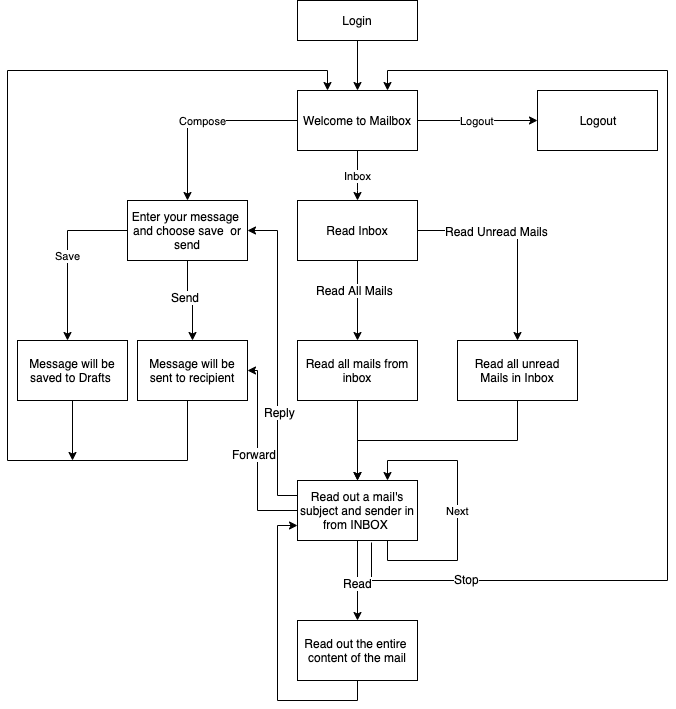 Login
Welcome to Mailbox
Compose
Logout
Logout
Inbox
Enter your message
and choose save or
send
Read Inbox
Read Unread Mails
Save
Send
Read All Mails
Message will be
saved to Drafts
Message will be
sent to recipient
Read all mails from
inbox
Read all unread
Mails in Inbox
Reply
Forward
Read out a mail's
subject and sender in
from INBOX
Next
Read
Stop
Read out the entire
content of the mail